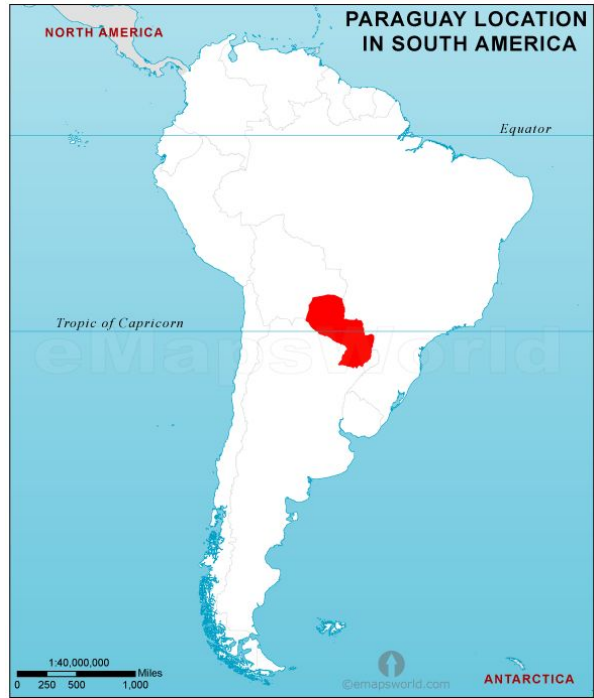 PARAGUAY LOCATION
IN SOUTH AMERICA
NORTH AMERICA
Equator
Tropic of Capricorn
eMapsWorld
1:40,000,000
Miles
0 250 500 1,000
©emapsworld.com
ANTARCTICA